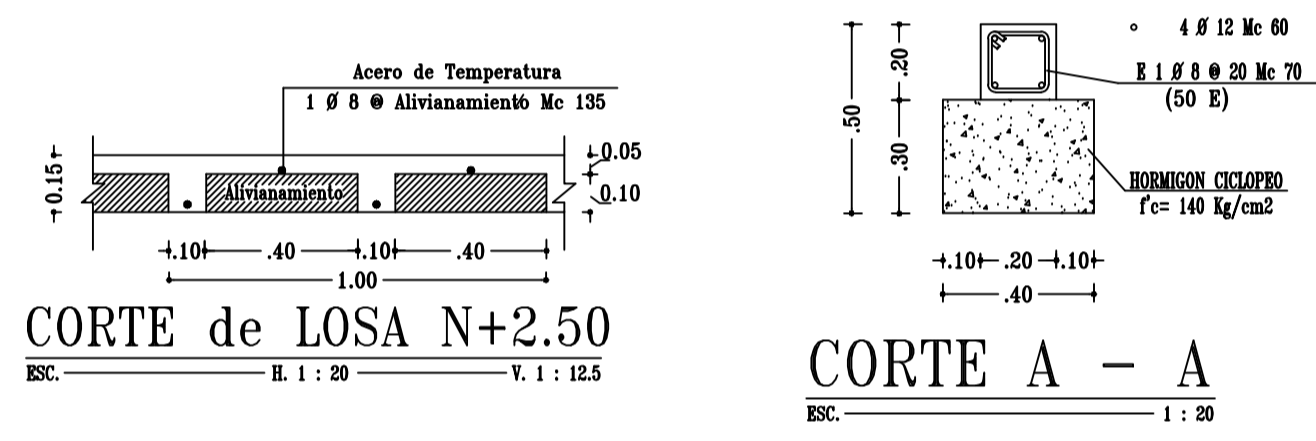 Acero de Temperatura
1 Ø 8 @ Alivianamiento Mc 135
0.15
0.05
Alivianamiento
0.10
.10 .40 .10 .40
1.00
CORTE de LOSA N+2.50
ESC. H. 1 : 20 V. 1 : 12.5
4 Ø 12 Mc 60
.20
E 1 Ø 8 @ 20 Mc 70
(50 E)
.50
.30
HORMIGON CICLOPEO
f'c= 140 Kg/cm2
.10 .20 .10
.40
CORTE A - A
ESC. 1 : 20